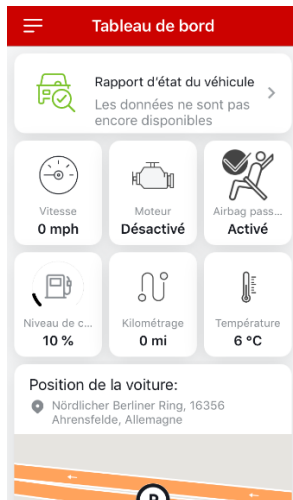 Tableau de bord
Rapport d'état du véhicule
Les données ne sont pas
encore disponibles
Vitesse
0 mph
Moteur
Désactivé
Airbag pass...
Activé
Niveau de c...
10 %
Kilométrage
0 mi
Température
6 °C
Position de la voiture:
Nördlicher Berliner Ring, 16356
Ahrensfelde, Allemagne